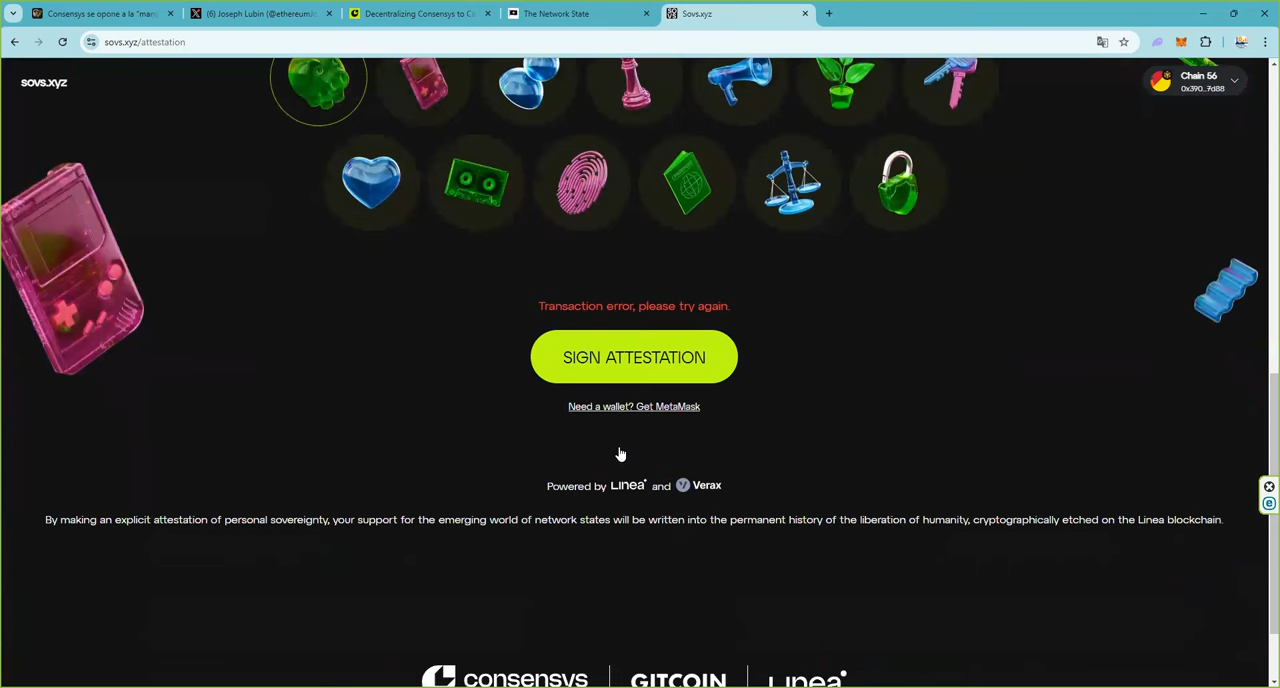 Consensys se opone a la "man
(6) Joseph Lubin (@ethereumJo
Decentralizing Consensys to Ca
The Network State
Sovs.xyz
sovs.xyz/attestation
sovs.xyz
Chain 56
0x390...7d88
Transaction error, please try again.
SIGN ATTESTATION
Need a wallet? Get MetaMask
Powered by Linea and Verax
By making an explicit attestation of personal sovereignty, your support for the emerging world of network states will be written into the permanent history of the liberation of humanity, cryptographically etched on the Linea blockchain.
consensys
GITCOIN
Linea